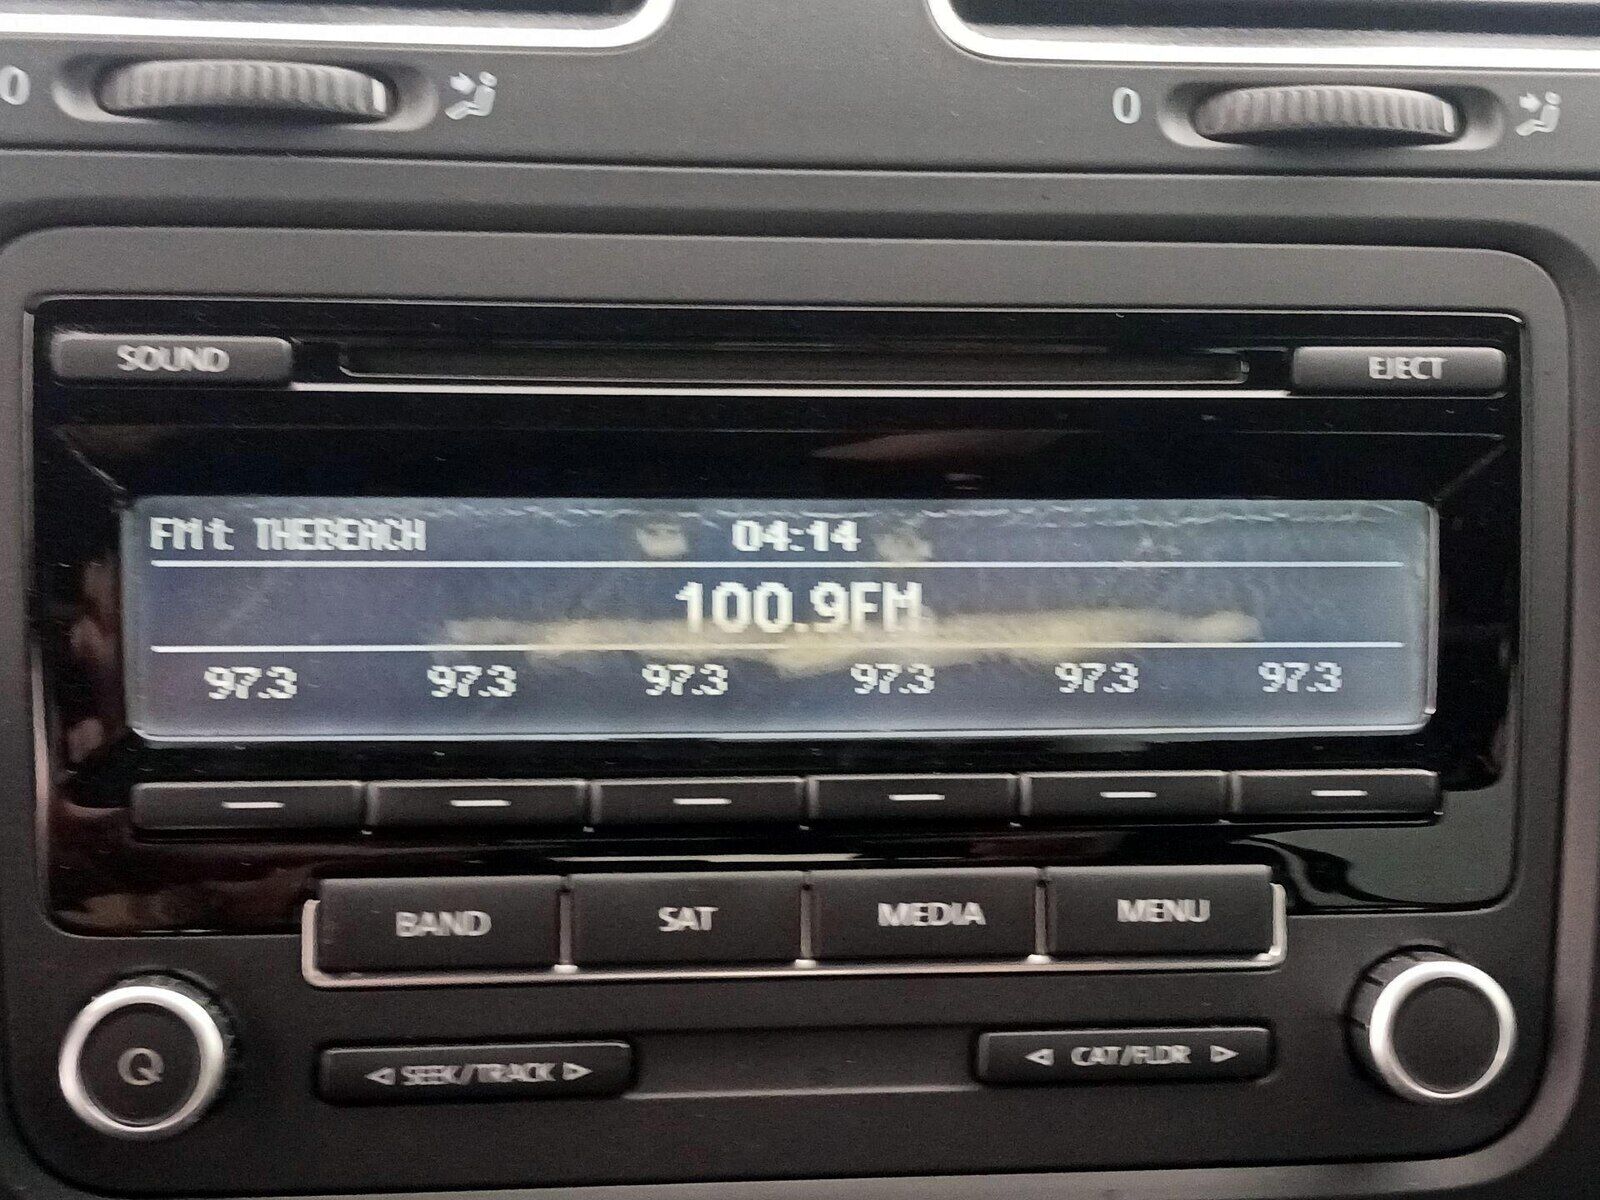 0 0
SOUND EJECT
FM1 THEBEACH 04:14
100.9FM
97.3 97.3 97.3 97.3 97.3 97.3
BAND SAT MEDIA MENU
SEEK/TRACK CAT/FLDR